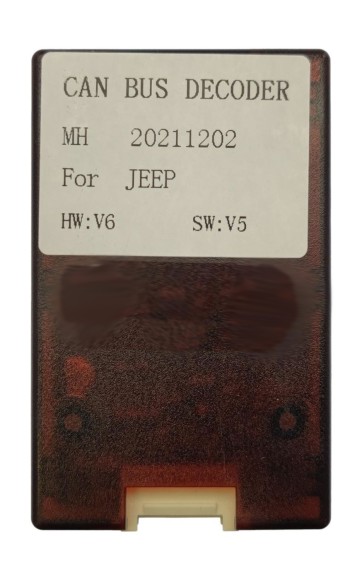 CAN BUS DECODER
MH 20211202
For JEEP
HW:V6 SW:V5